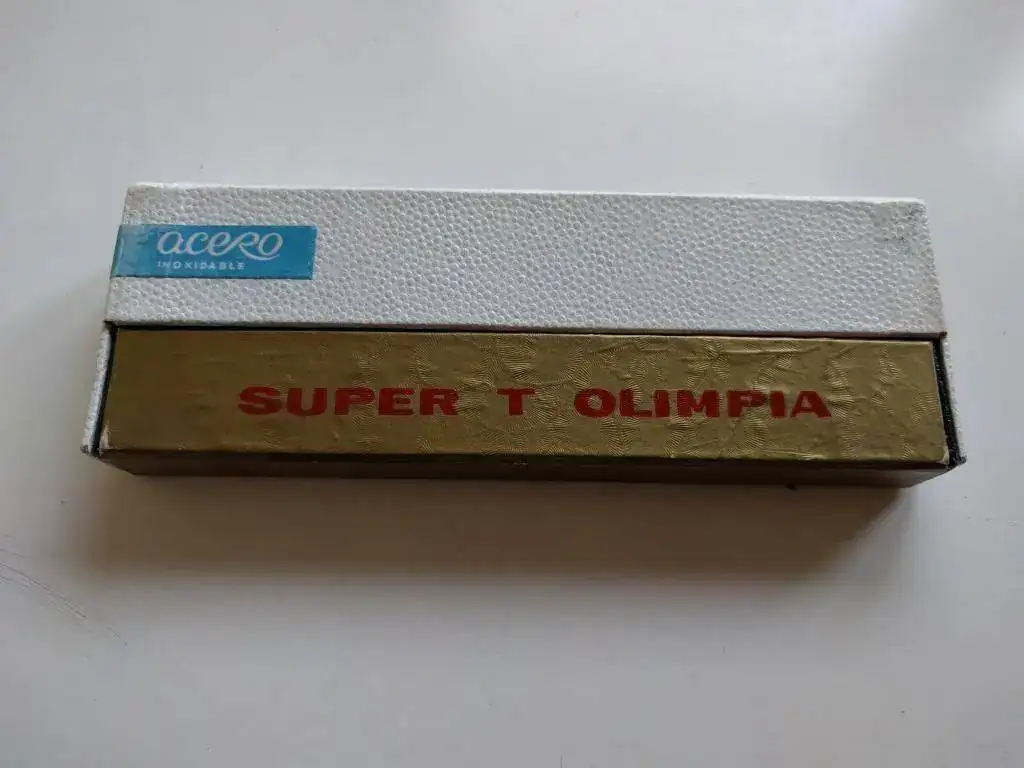 acero
INOXIDABLE
SUPER T OLIMPIA